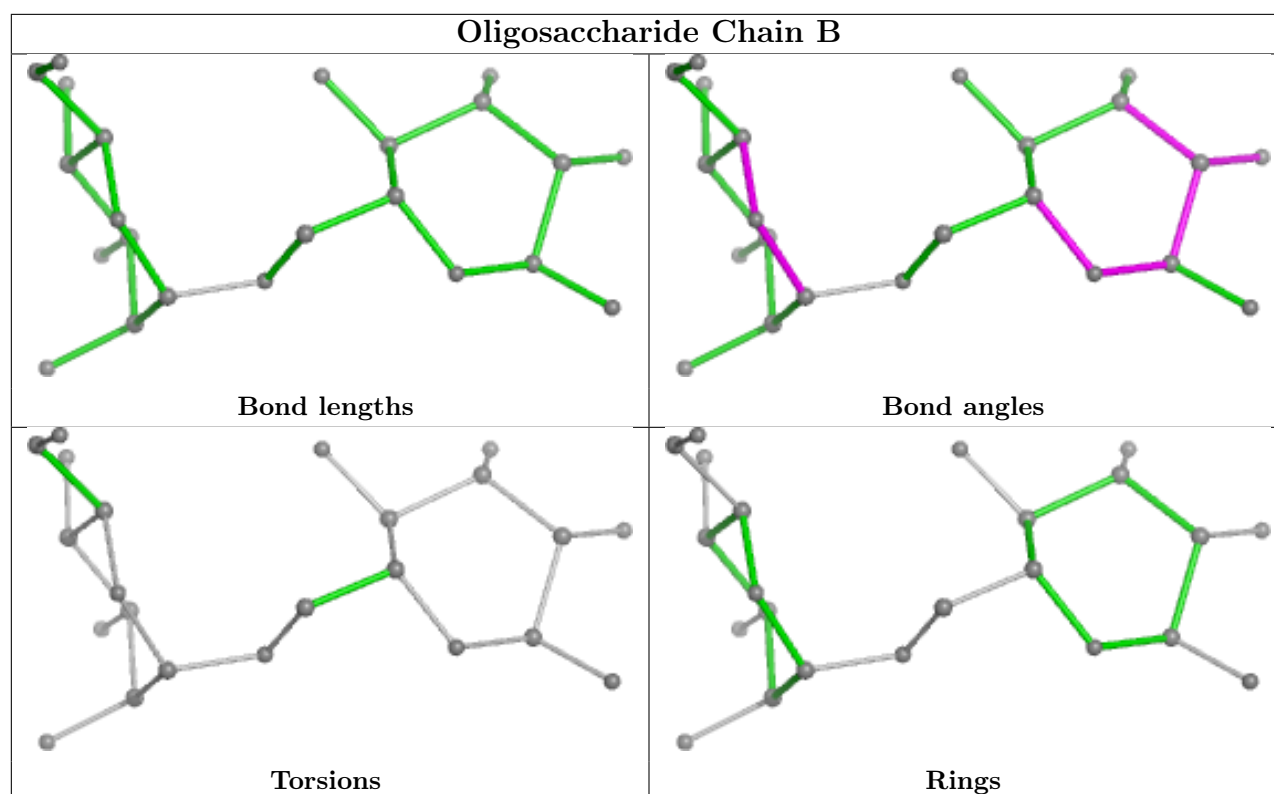 Oligosaccharide Chain B
Bond lengths
Bond angles
Torsions
Rings